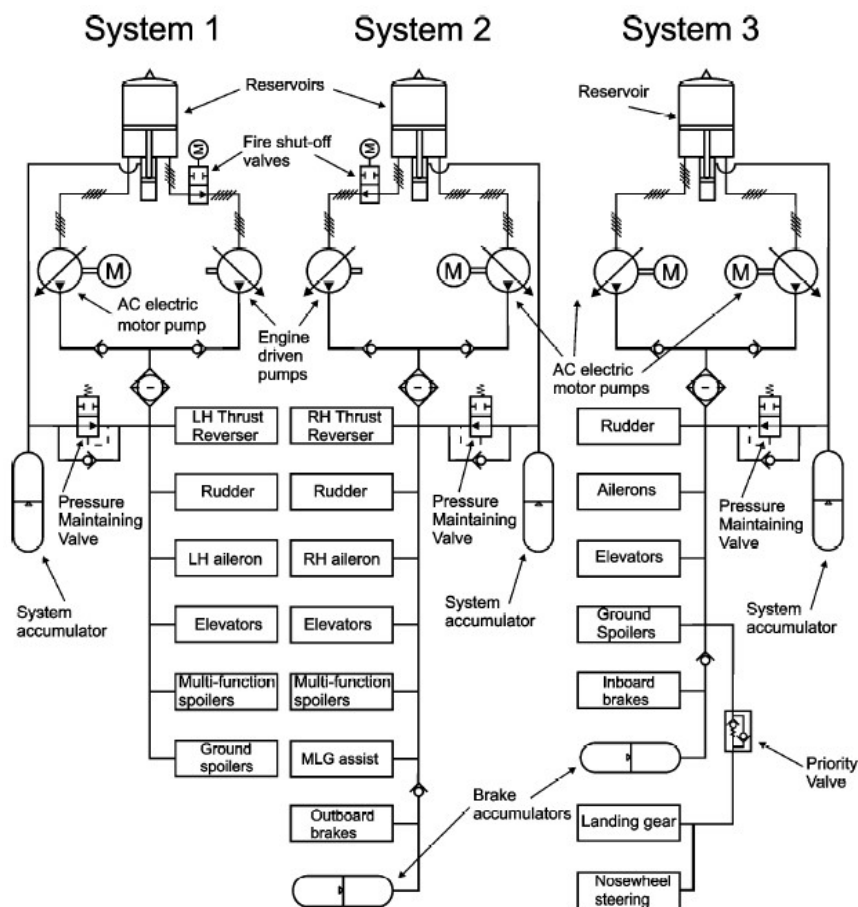 System 1
System 2
System 3
Reservoirs
Reservoir
M
Fire shut-off
valves
M
M
M
M
M
AC electric
motor pump
Engine
driven
pumps
AC electric
motor pumps
LH Thrust
Reverser
RH Thrust
Reverser
Rudder
Pressure
Maintaining
Valve
Rudder
Rudder
Pressure
Maintaining
Valve
Ailerons
Pressure
Maintaining
Valve
LH aileron
RH aileron
Elevators
System
accumulator
Elevators
Elevators
System
accumulator
Ground
Spoilers
System
accumulator
Multi-function
spoilers
Multi-function
spoilers
Inboard
brakes
Ground
spoilers
MLG assist
Priority
Valve
Outboard
brakes
Brake
accumulators
Landing gear
Nosewheel
steering